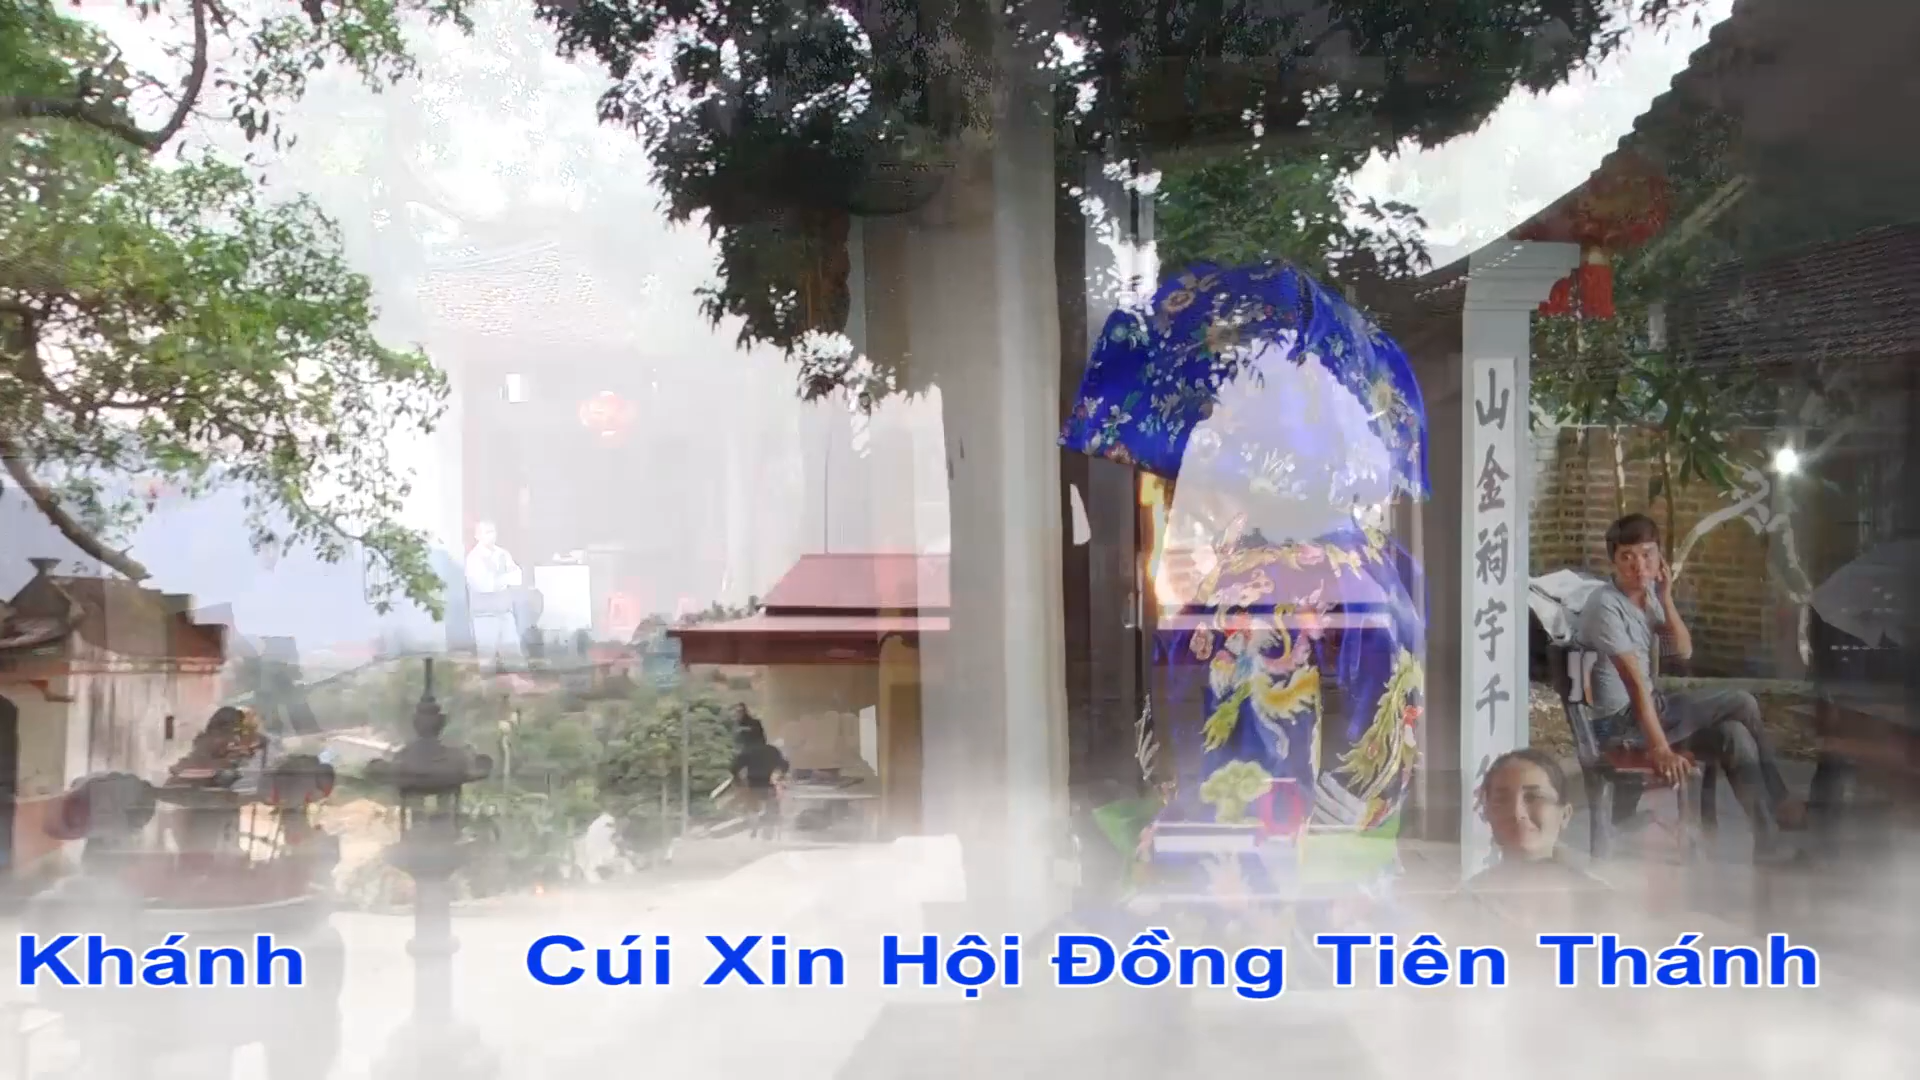 山金祠宇千
Khánh Cúi Xin Hội Đồng Tiên Thánh